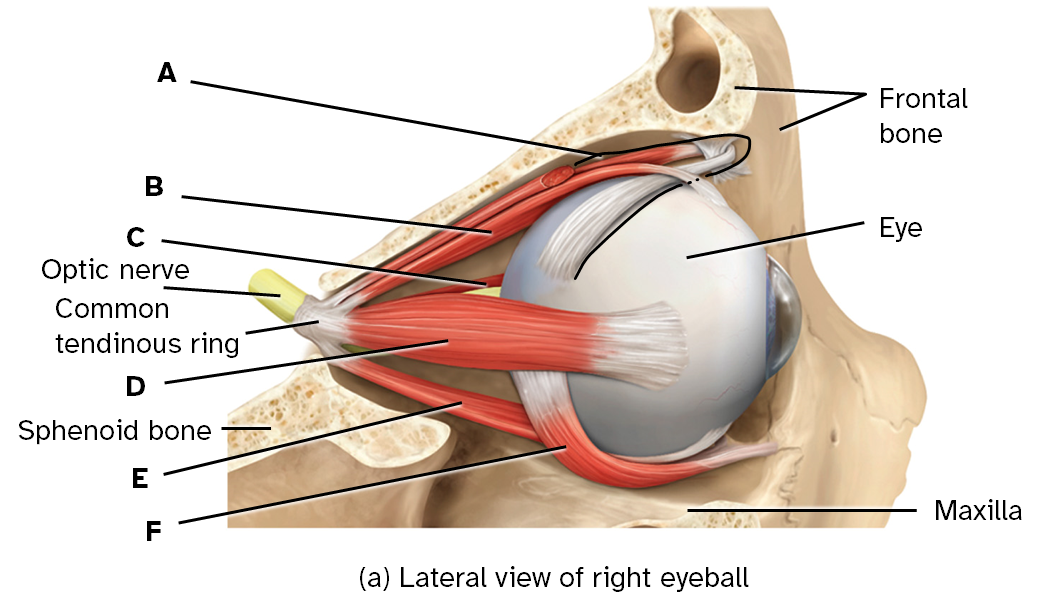 A
Frontal
bone
B
Eye
C
Optic nerve
Common
tendinous ring
D
Sphenoid bone
E
Maxilla
F
(a) Lateral view of right eyeball